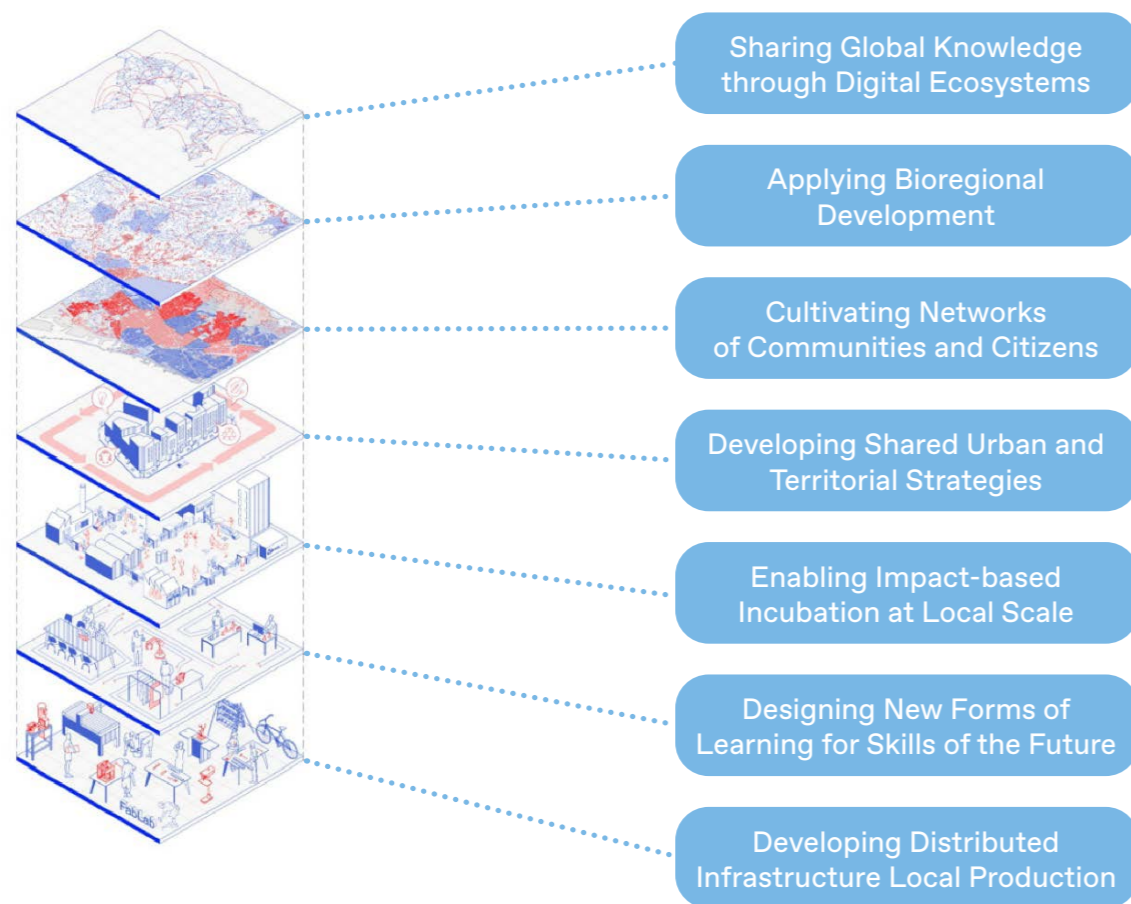 Sharing Global Knowledge
through Digital Ecosystems
Applying Bioregional
Development
Cultivating Networks
of Communities and Citizens
Developing Shared Urban and
Territorial Strategies
Enabling Impact-based
Incubation at Local Scale
Designing New Forms of
Learning for Skills of the Future
Developing Distributed
Infrastructure Local Production
FabLab